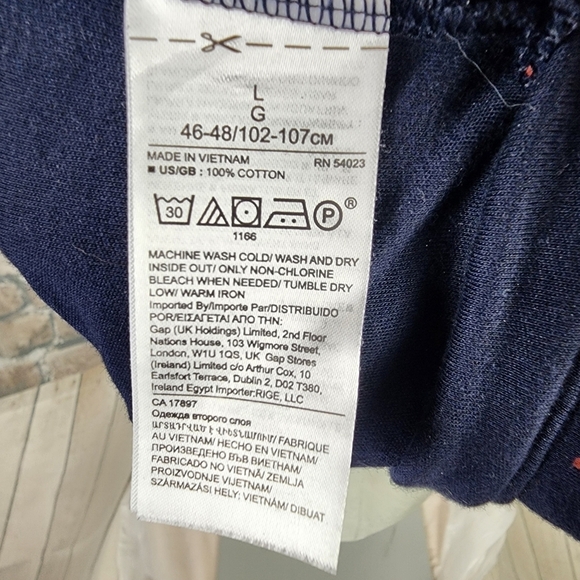 L
G
46-48/102-107CM
MADE IN VIETNAM RN 54023
■ US/GB : 100% COTTON
30 P ®
1166
MACHINE WASH COLD/ WASH AND DRY
INSIDE OUT/ ONLY NON-CHLORINE
BLEACH WHEN NEEDED/ TUMBLE DRY
LOW/ WARM IRON
Imported By/Importe Par/DISTRIBUIDO
POR/ΕΙΣΑΓΕΤΑΙ ΑΠΟ ΤΗΝ:
Gap (UK Holdings) Limited, 2nd Floor
Nations House, 103 Wigmore Street,
London, W1U 1QS, UK Gap Stores
(Ireland) Limited c/o Arthur Cox, 10
Earlsfort Terrace, Dublin 2, D02 T380,
Ireland Egypt Importer:RIGE, LLC
CA 17897
Одежда второго слоя
ԱՐՏԱԴՐՎԱԾ Է ՎԻԵՏՆԱՄՈՒՄ/ FABRIQUÉ
AU VIETNAM/ HECHO EN VIETNAM/
ПРОИЗВЕДЕНО ВЪВ ВИЕТНАМ/
FABRICADO NO VIETNÃ/ ZEMLJA
PROIZVODNJE VIJETNAM/
SZÁRMAZÁSI HELY: VIETNÁM/ DIBUAT